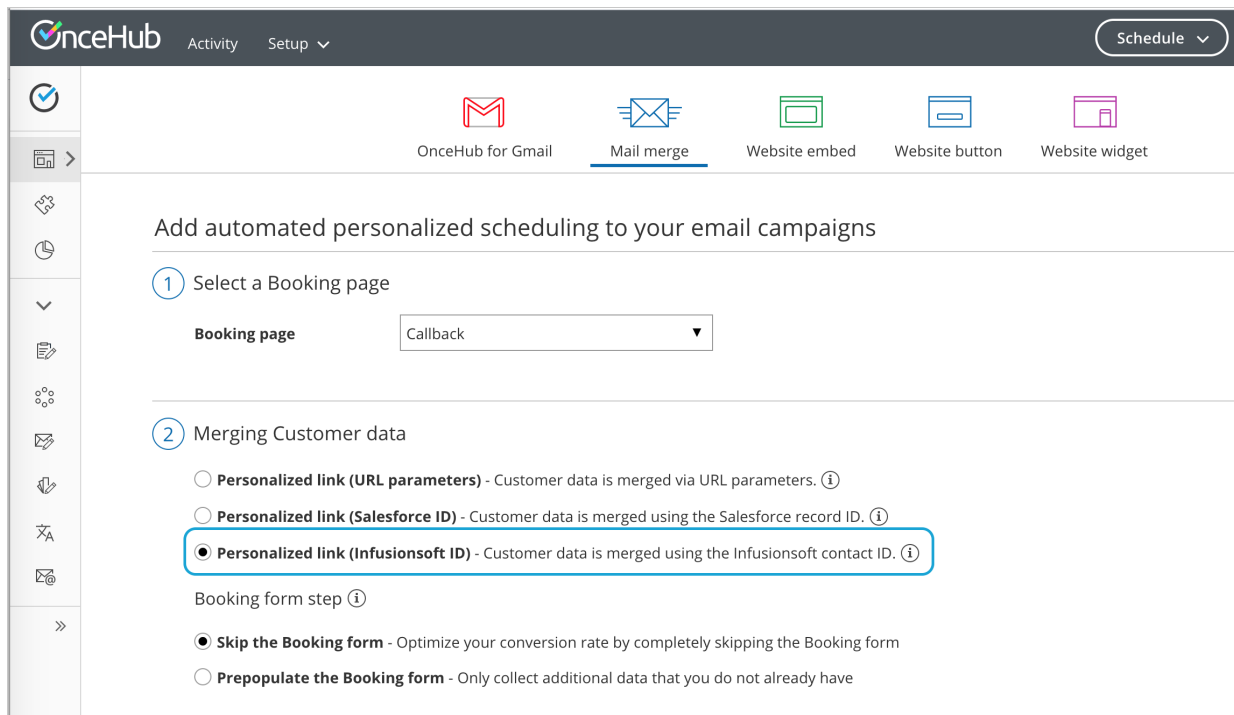 OnceHub Activity Setup Schedule
OnceHub for Gmail Mail merge Website embed Website button Website widget
Add automated personalized scheduling to your email campaigns
1 Select a Booking page
Booking page Callback
2 Merging Customer data
Personalized link (URL parameters) - Customer data is merged via URL parameters.
Personalized link (Salesforce ID) - Customer data is merged using the Salesforce record ID.
Personalized link (Infusionsoft ID) - Customer data is merged using the Infusionsoft contact ID.
Booking form step
Skip the Booking form - Optimize your conversion rate by completely skipping the Booking form
Prepopulate the Booking form - Only collect additional data that you do not already have